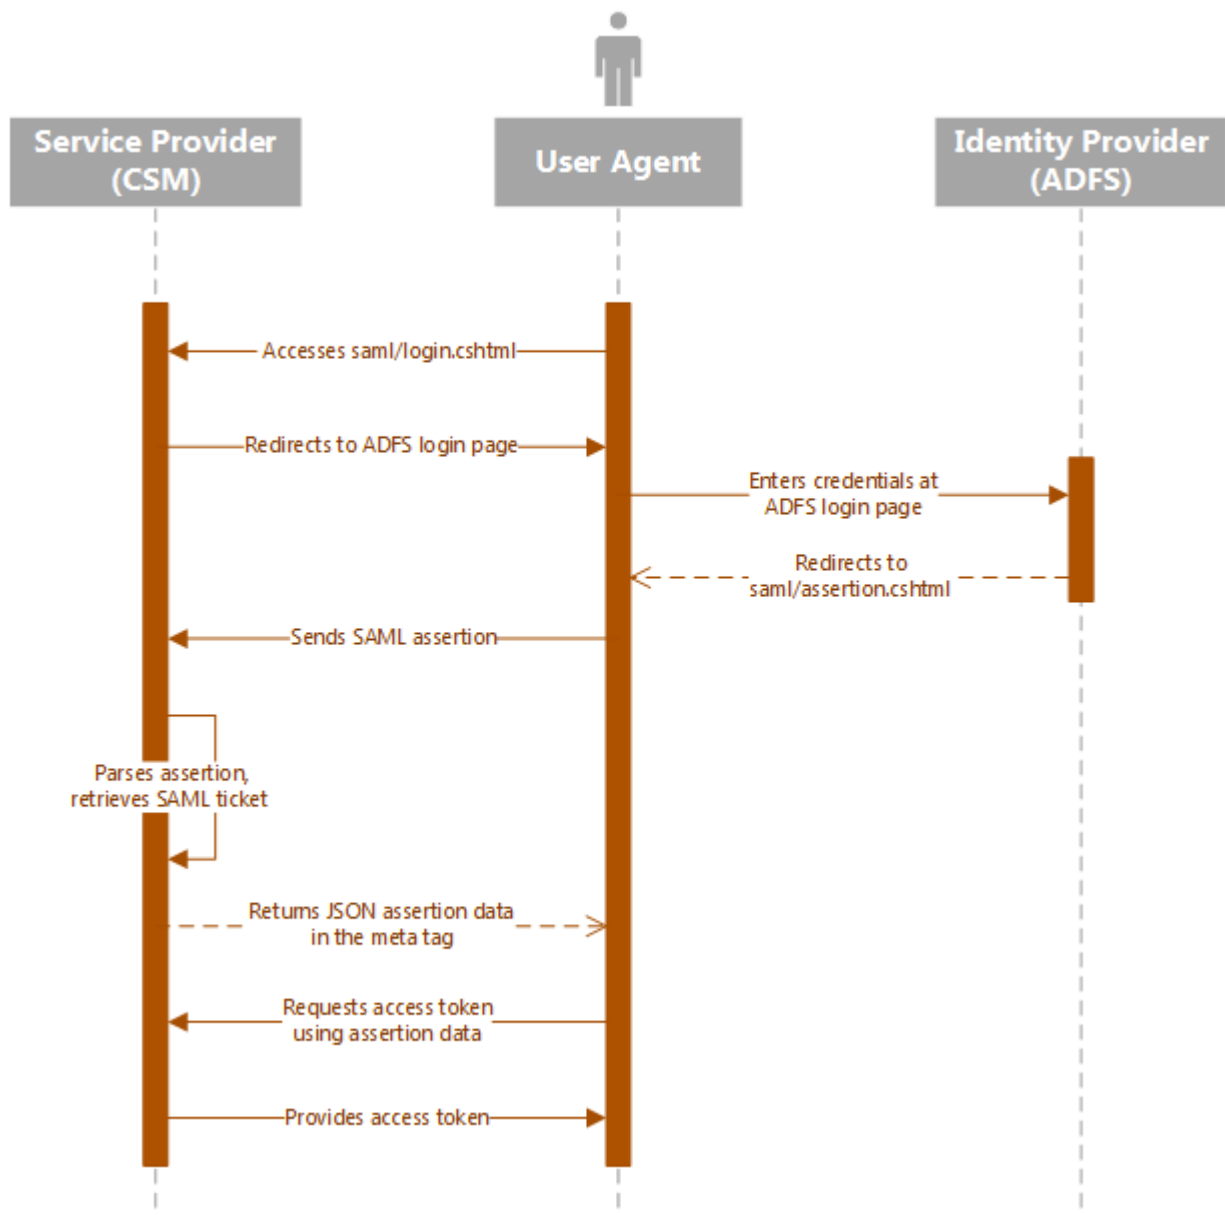 Service Provider
(CSM)
User Agent
Identity Provider
(ADFS)
Accesses saml/login.cshtml
Redirects to ADFS login page
Enters credentials at
ADFS login page
Redirects to
saml/assertion.cshtml
Sends SAML assertion
Parses assertion,
retrieves SAML ticket
Returns JSON assertion data
in the meta tag
Requests access token
using assertion data
Provides access token